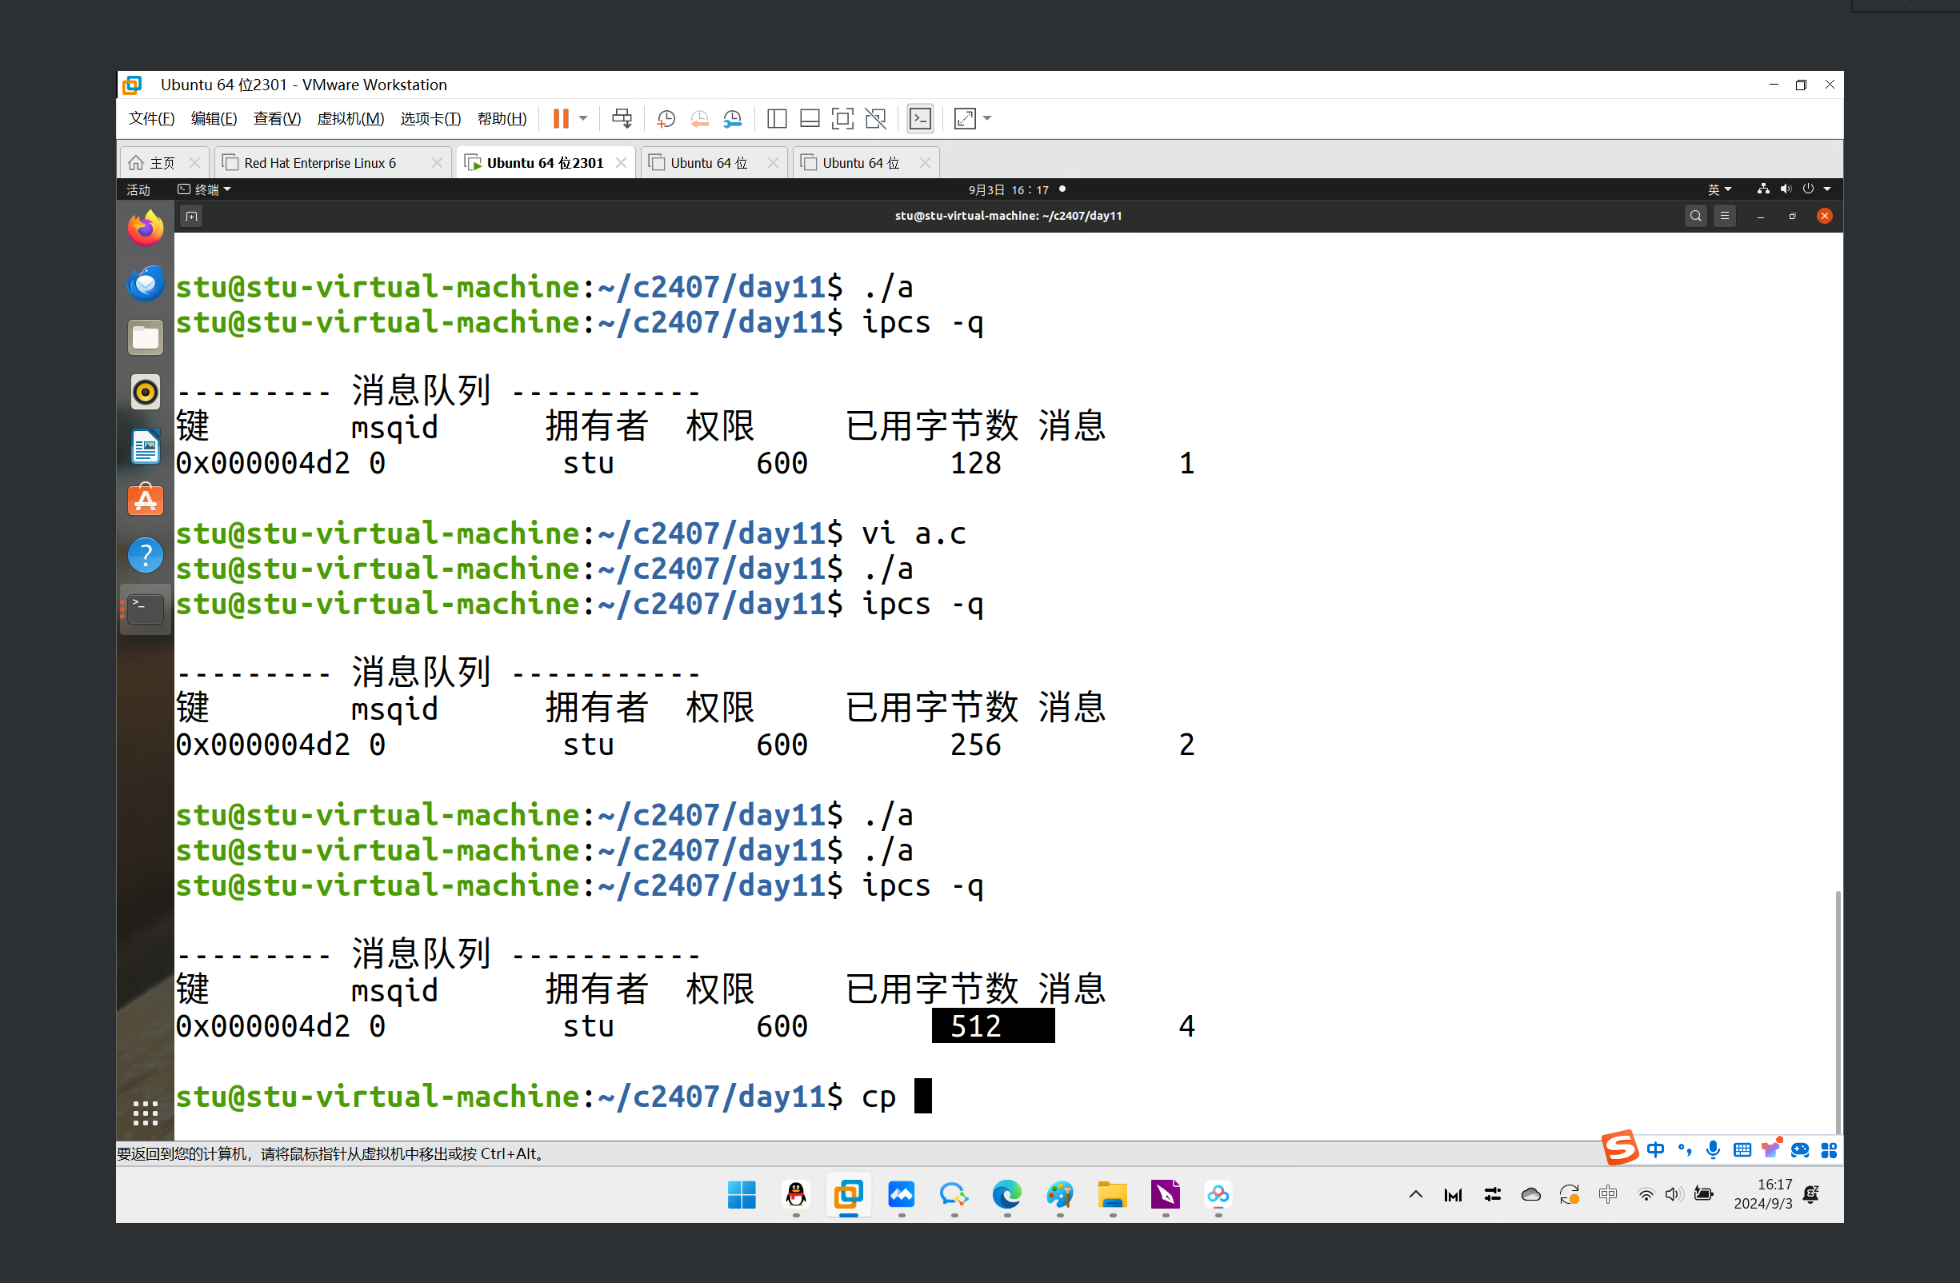 Ubuntu 64 位2301 - VMware Workstation
文件(F) 编辑(E) 查看(V) 虚拟机(M) 选项卡(T) 帮助(H)
主页 Red Hat Enterprise Linux 6 Ubuntu 64 位2301 Ubuntu 64 位 Ubuntu 64 位
活动 终端 9月3日 16：17 英
stu@stu-virtual-machine: ~/c2407/day11
stu@stu-virtual-machine:~/c2407/day11$ ./a
stu@stu-virtual-machine:~/c2407/day11$ ipcs -q
--------- 消息队列 -----------
键 msqid 拥有者 权限 已用字节数 消息
0x000004d2 0 stu 600 128 1
stu@stu-virtual-machine:~/c2407/day11$ vi a.c
stu@stu-virtual-machine:~/c2407/day11$ ./a
stu@stu-virtual-machine:~/c2407/day11$ ipcs -q
--------- 消息队列 -----------
键 msqid 拥有者 权限 已用字节数 消息
0x000004d2 0 stu 600 256 2
stu@stu-virtual-machine:~/c2407/day11$ ./a
stu@stu-virtual-machine:~/c2407/day11$ ./a
stu@stu-virtual-machine:~/c2407/day11$ ipcs -q
--------- 消息队列 -----------
键 msqid 拥有者 权限 已用字节数 消息
0x000004d2 0 stu 600 512 4
stu@stu-virtual-machine:~/c2407/day11$ cp
要返回到您的计算机，请将鼠标指针从虚拟机中移出或按 Ctrl+Alt。
中
中 16:17
2024/9/3